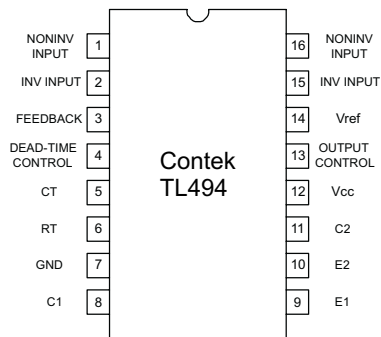 NONINV
INPUT
1
16
NONINV
INPUT
INV INPUT
2
15
INV INPUT
FEEDBACK
3
14
Vref
DEAD-TIME
CONTROL
4
13
OUTPUT
CONTROL
Contek
TL494
CT
5
12
Vcc
RT
6
11
C2
GND
7
10
E2
C1
8
9
E1